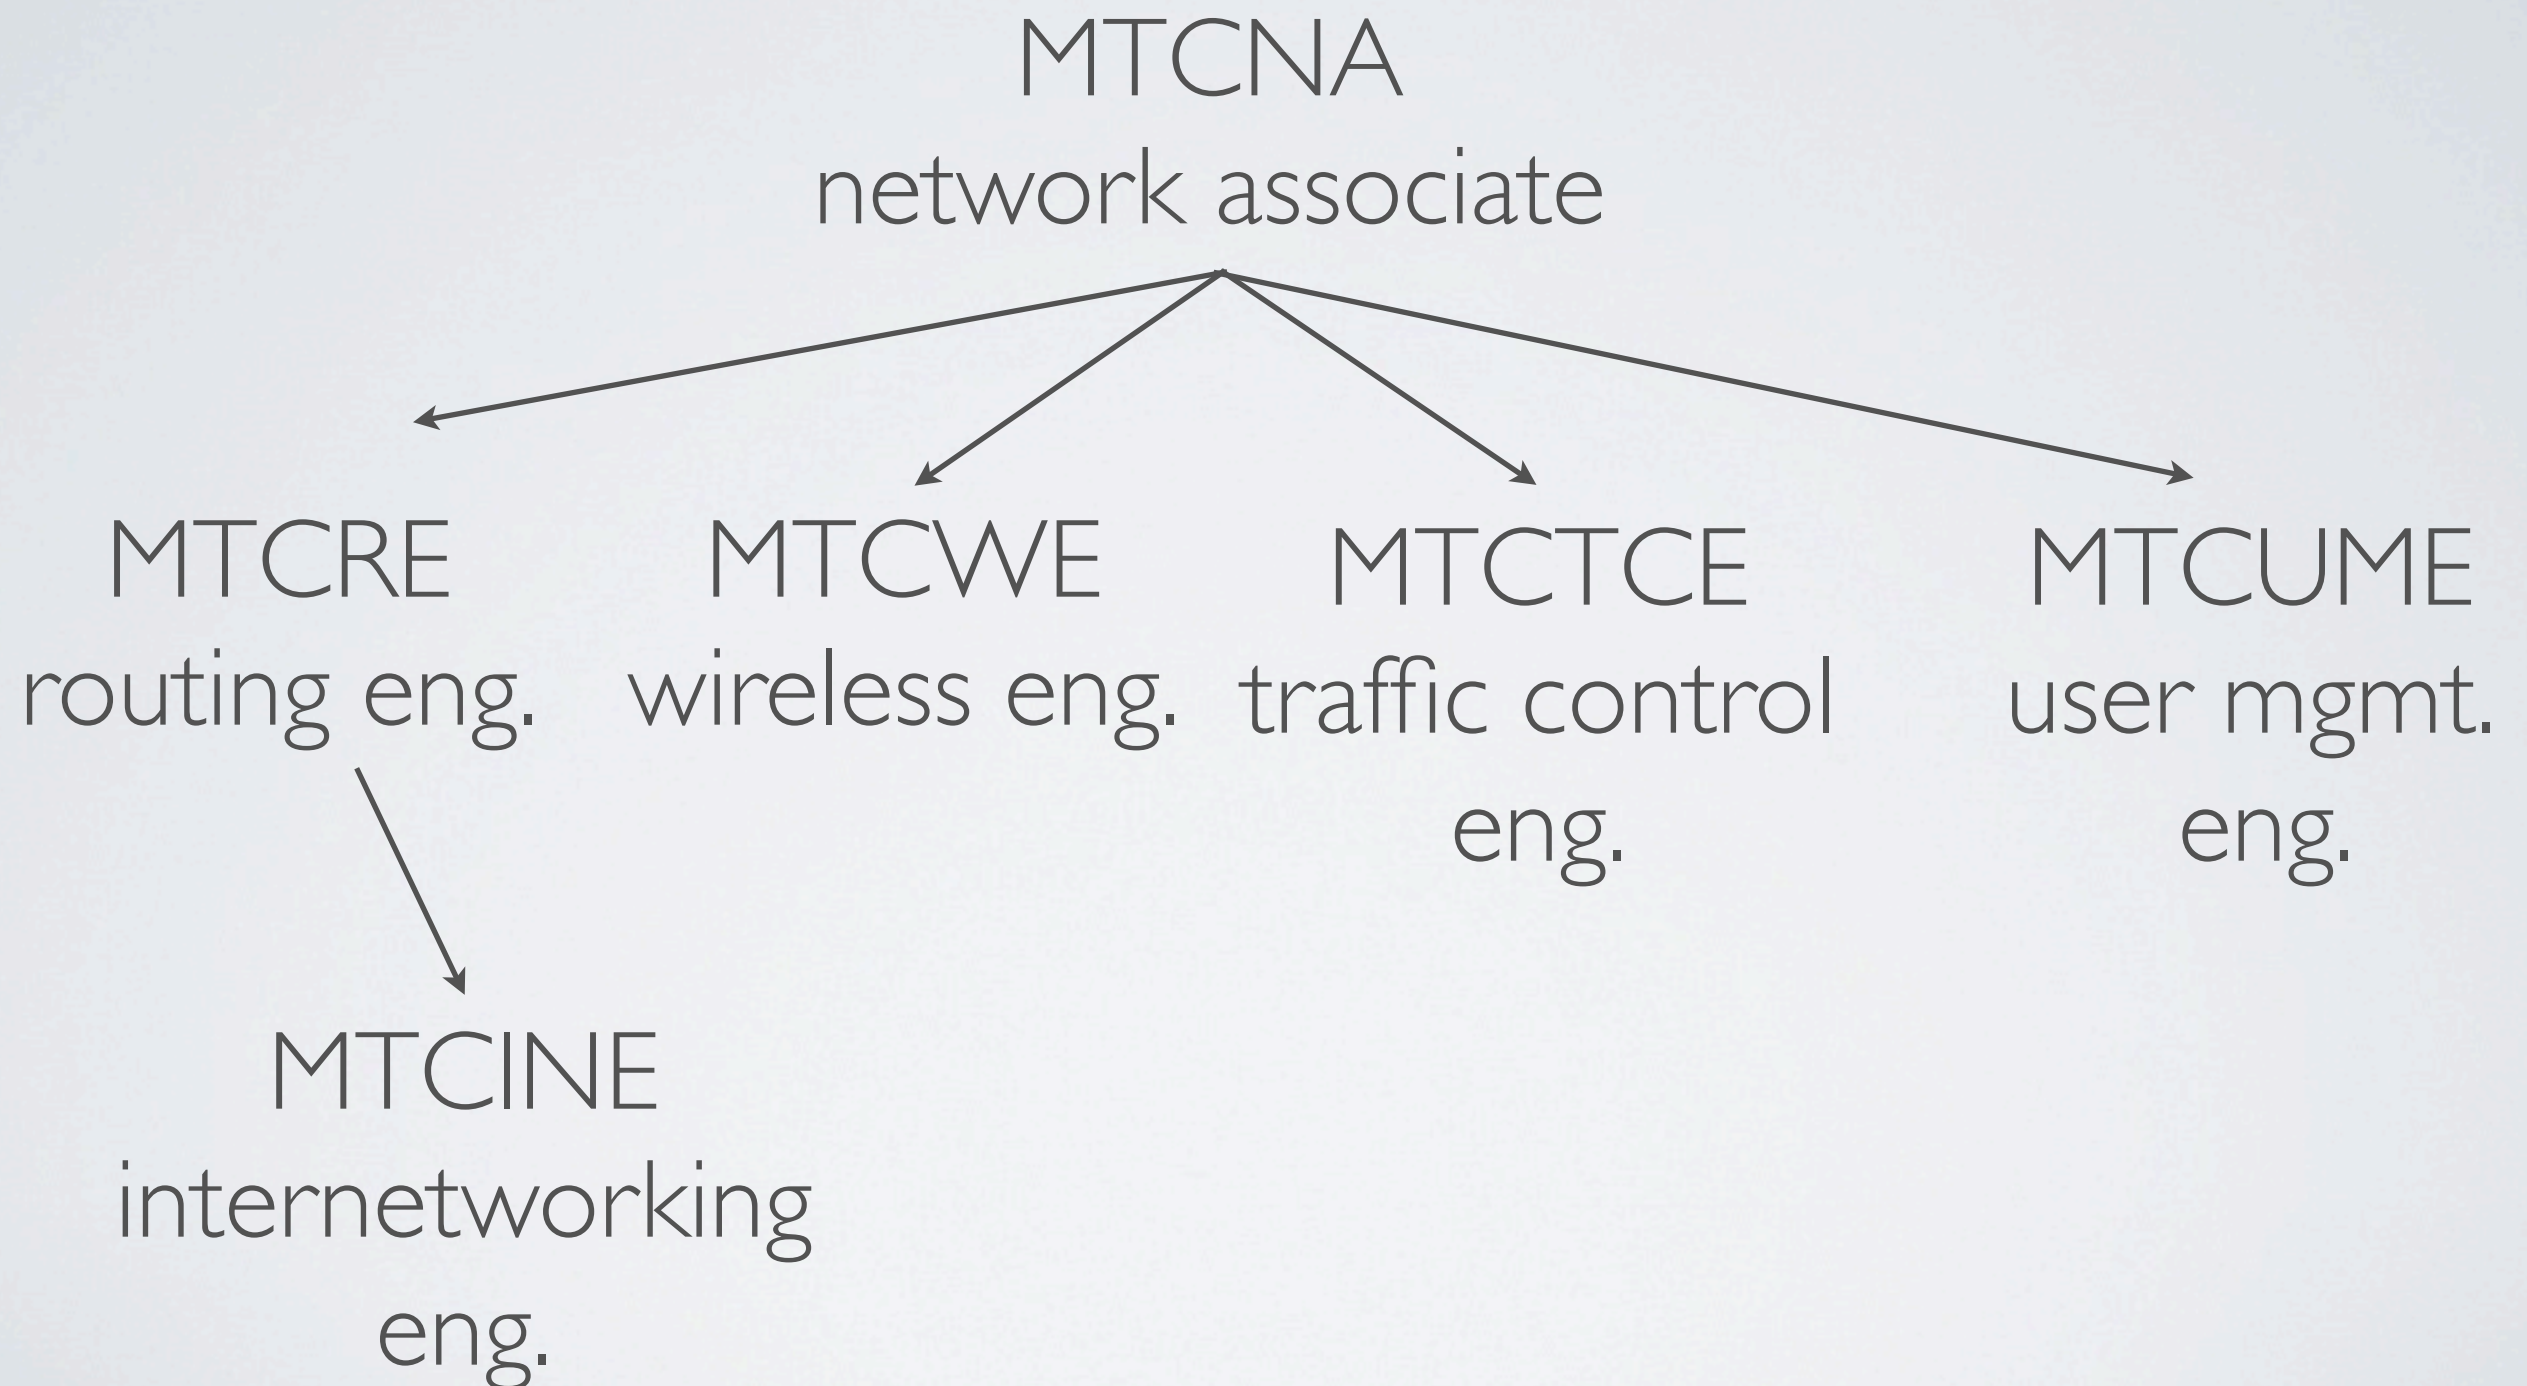 MTCNA
network associate
MTCRE
routing eng.
MTCWE
wireless eng.
MTCTCE
traffic control
eng.
MTCUME
user mgmt.
eng.
MTCINE
internetworking
eng.